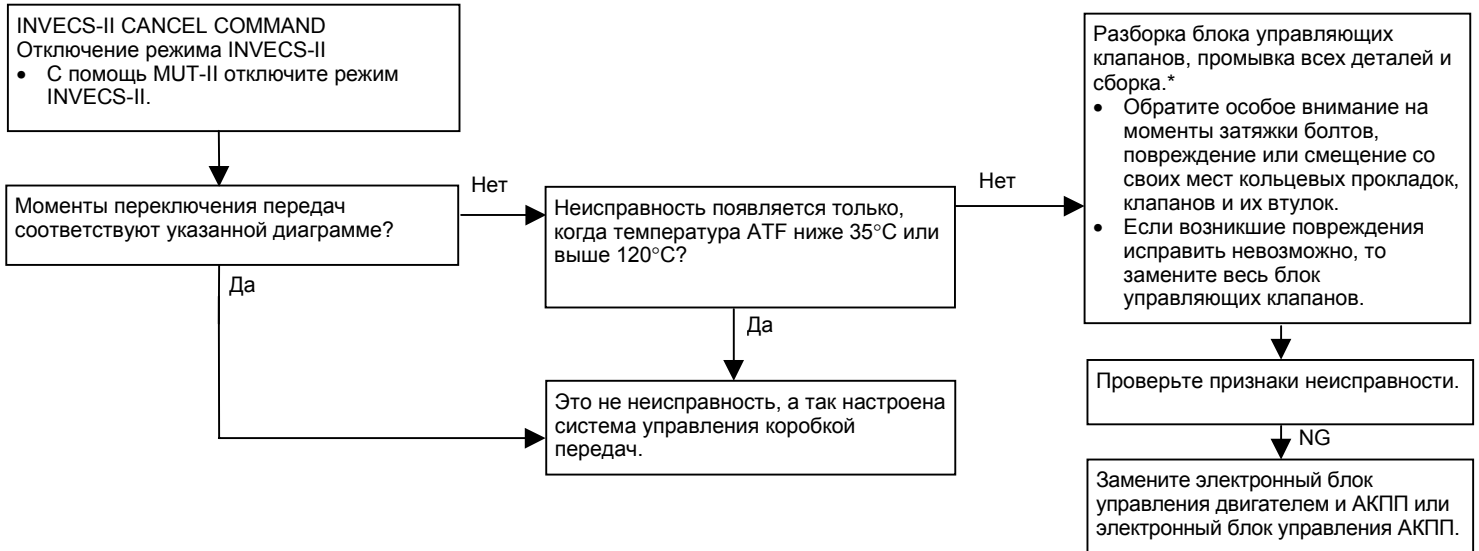 INVECS-II CANCEL COMMAND
Отключение режима INVECS-II
• С помощь MUT-II отключите режим
INVECS-II.
Моменты переключения передач
соответствуют указанной диаграмме?
Нет
Да
Неисправность появляется только,
когда температура ATF ниже 35°C или
выше 120°C?
Нет
Да
Это не неисправность, а так настроена
система управления коробкой
передач.
Разборка блока управляющих
клапанов, промывка всех деталей и
сборка.*
• Обратите особое внимание на
моменты затяжки болтов,
повреждение или смещение со
своих мест кольцевых прокладок,
клапанов и их втулок.
• Если возникшие повреждения
исправить невозможно, то
замените весь блок
управляющих клапанов.
Проверьте признаки неисправности.
NG
Замените электронный блок
управления двигателем и АКПП или
электронный блок управления АКПП.